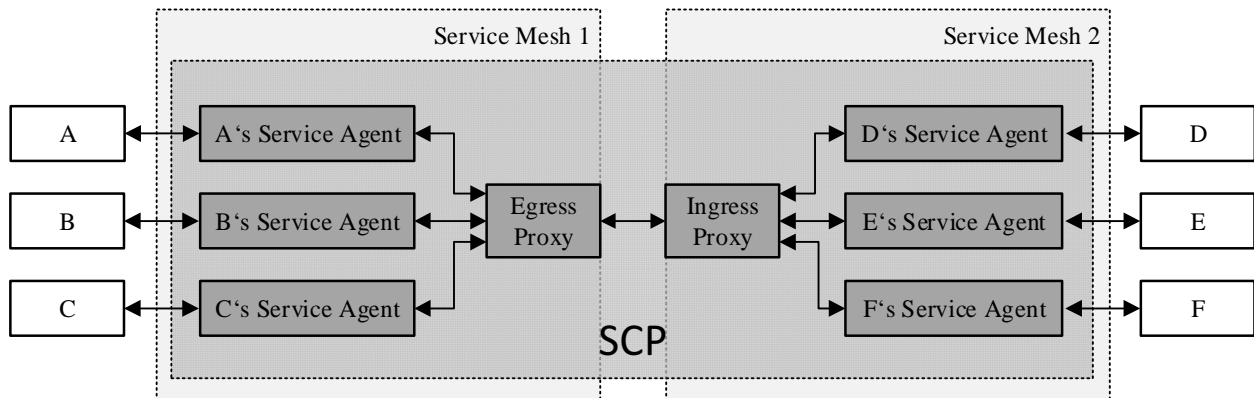 Service Mesh 1
Service Mesh 2
A
A‘s Service Agent
D‘s Service Agent
D
B
B‘s Service Agent
Egress
Proxy
Ingress
Proxy
E‘s Service Agent
E
C
C‘s Service Agent
F‘s Service Agent
F
SCP